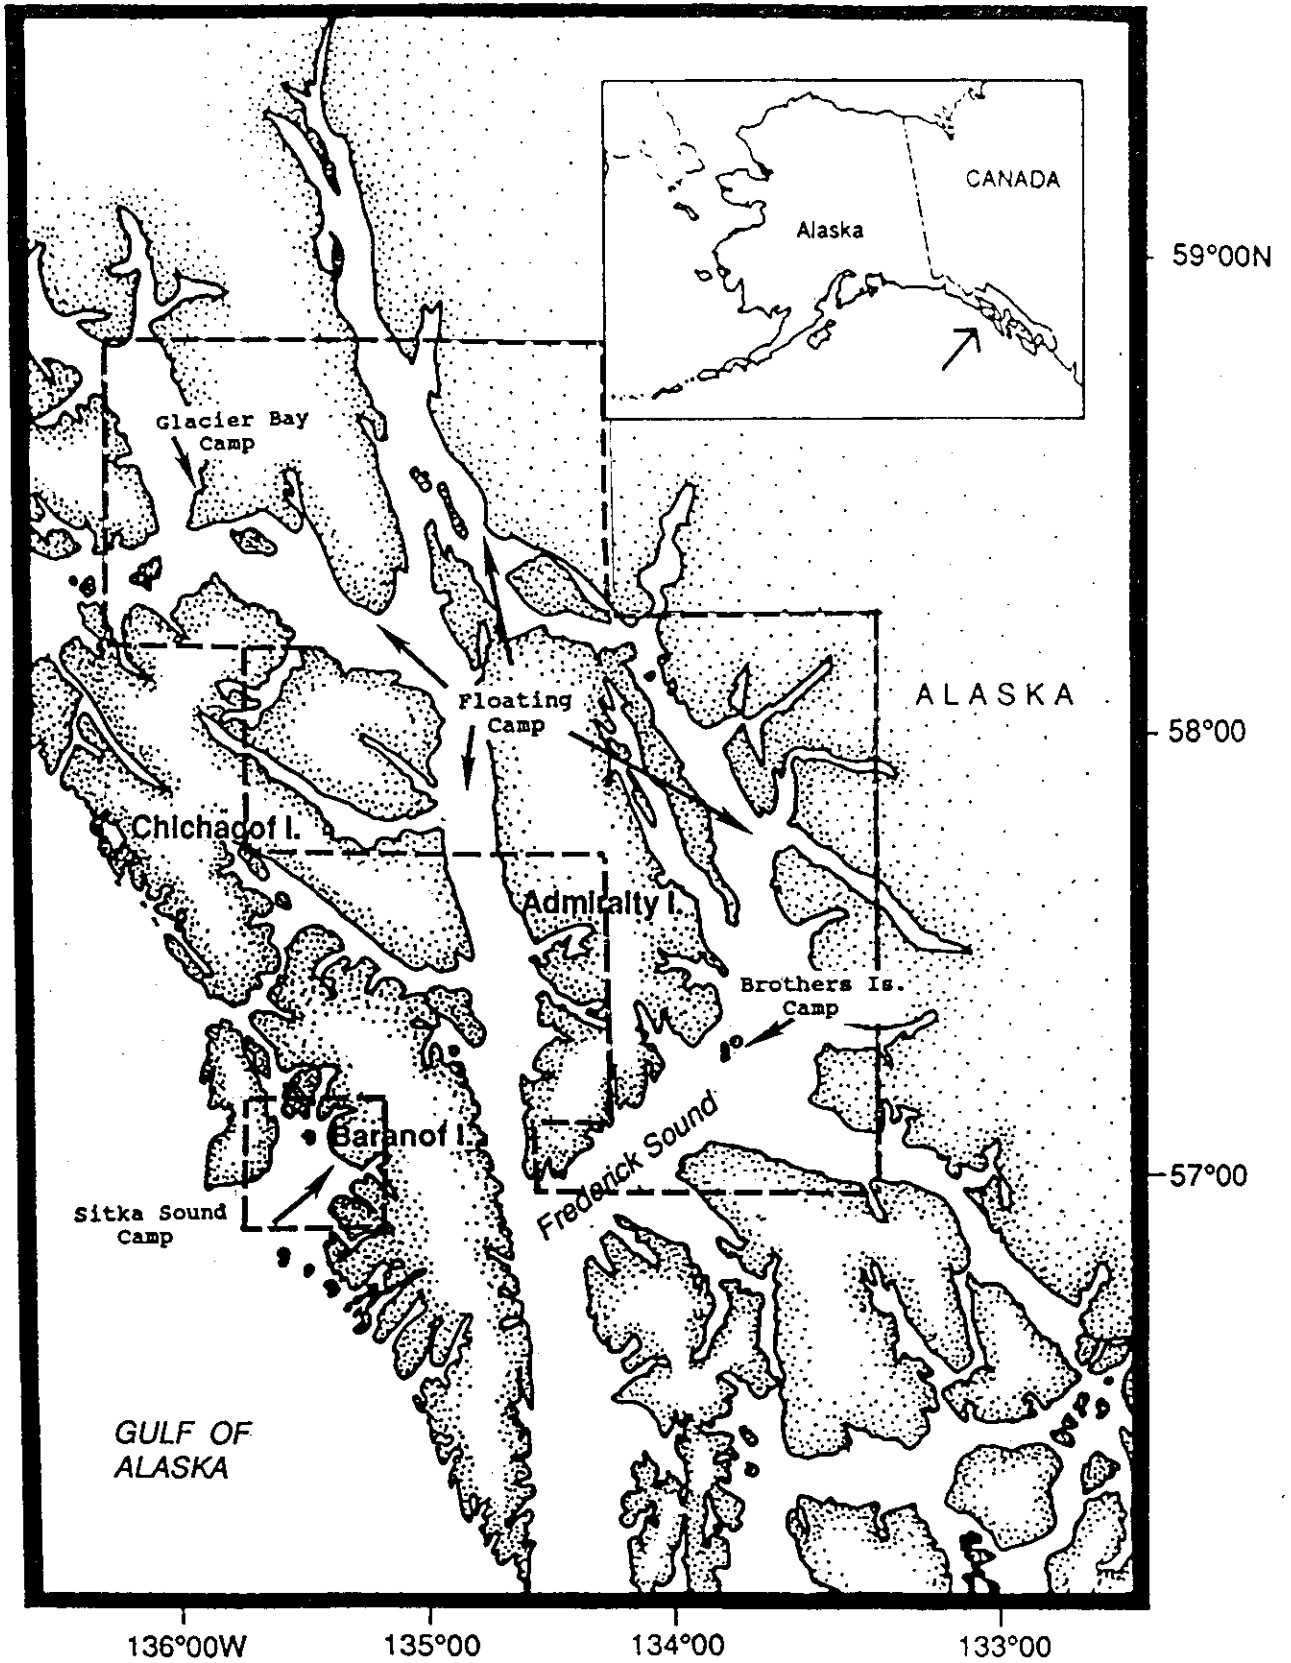 CANADA
Alaska
59°00N
Glacier Bay
Camp
Floating
Camp
ALASKA
58°00
Chichagof I.
Admiralty I.
Brothers Is.
Camp
Baranof I.
Frederick Sound
57°00
Sitka Sound
Camp
GULF OF
ALASKA
136°00W
135°00
134°00
133°00